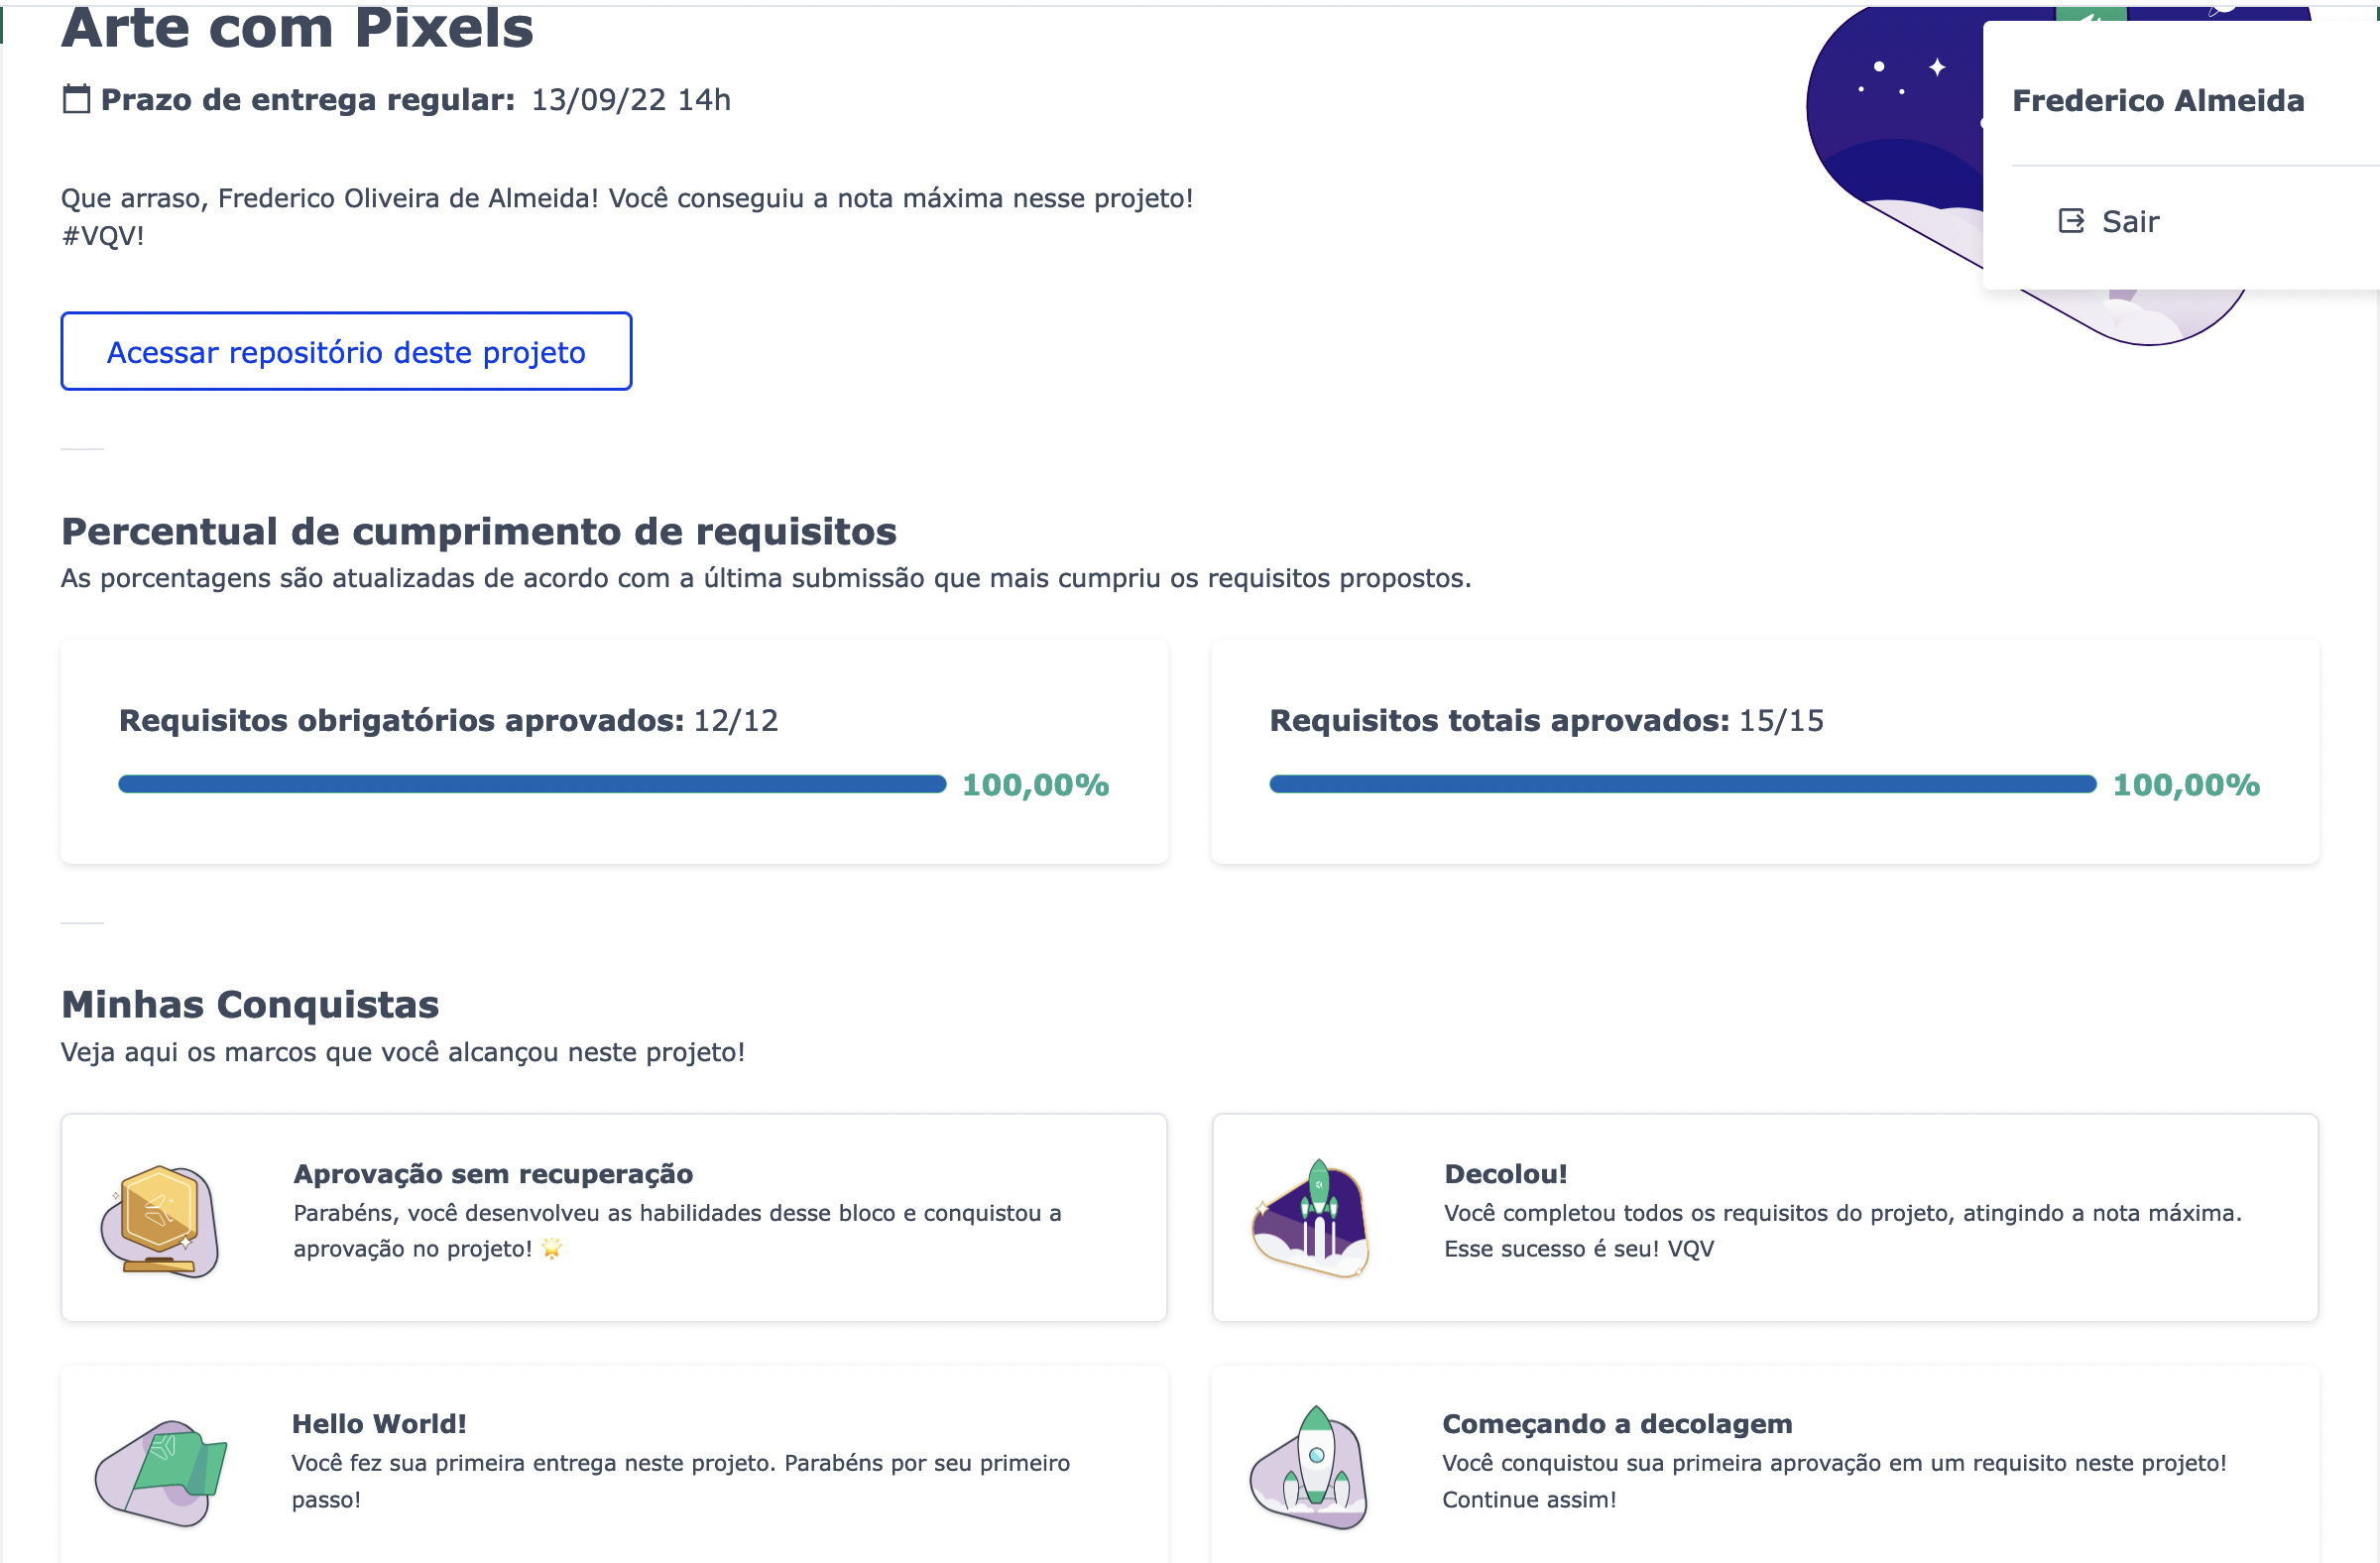 Arte com Pixels
Prazo de entrega regular: 13/09/22 14h
Frederico Almeida
Sair
Que arraso, Frederico Oliveira de Almeida! Você conseguiu a nota máxima nesse projeto!
#VQV!
Acessar repositório deste projeto
Percentual de cumprimento de requisitos
As porcentagens são atualizadas de acordo com a última submissão que mais cumpriu os requisitos propostos.
Requisitos obrigatórios aprovados: 12/12
100,00%
Requisitos totais aprovados: 15/15
100,00%
Minhas Conquistas
Veja aqui os marcos que você alcançou neste projeto!
Aprovação sem recuperação
Parabéns, você desenvolveu as habilidades desse bloco e conquistou a
aprovação no projeto! 🌟
Decolou!
Você completou todos os requisitos do projeto, atingindo a nota máxima.
Esse sucesso é seu! VQV
Hello World!
Você fez sua primeira entrega neste projeto. Parabéns por seu primeiro
passo!
Começando a decolagem
Você conquistou sua primeira aprovação em um requisito neste projeto!
Continue assim!